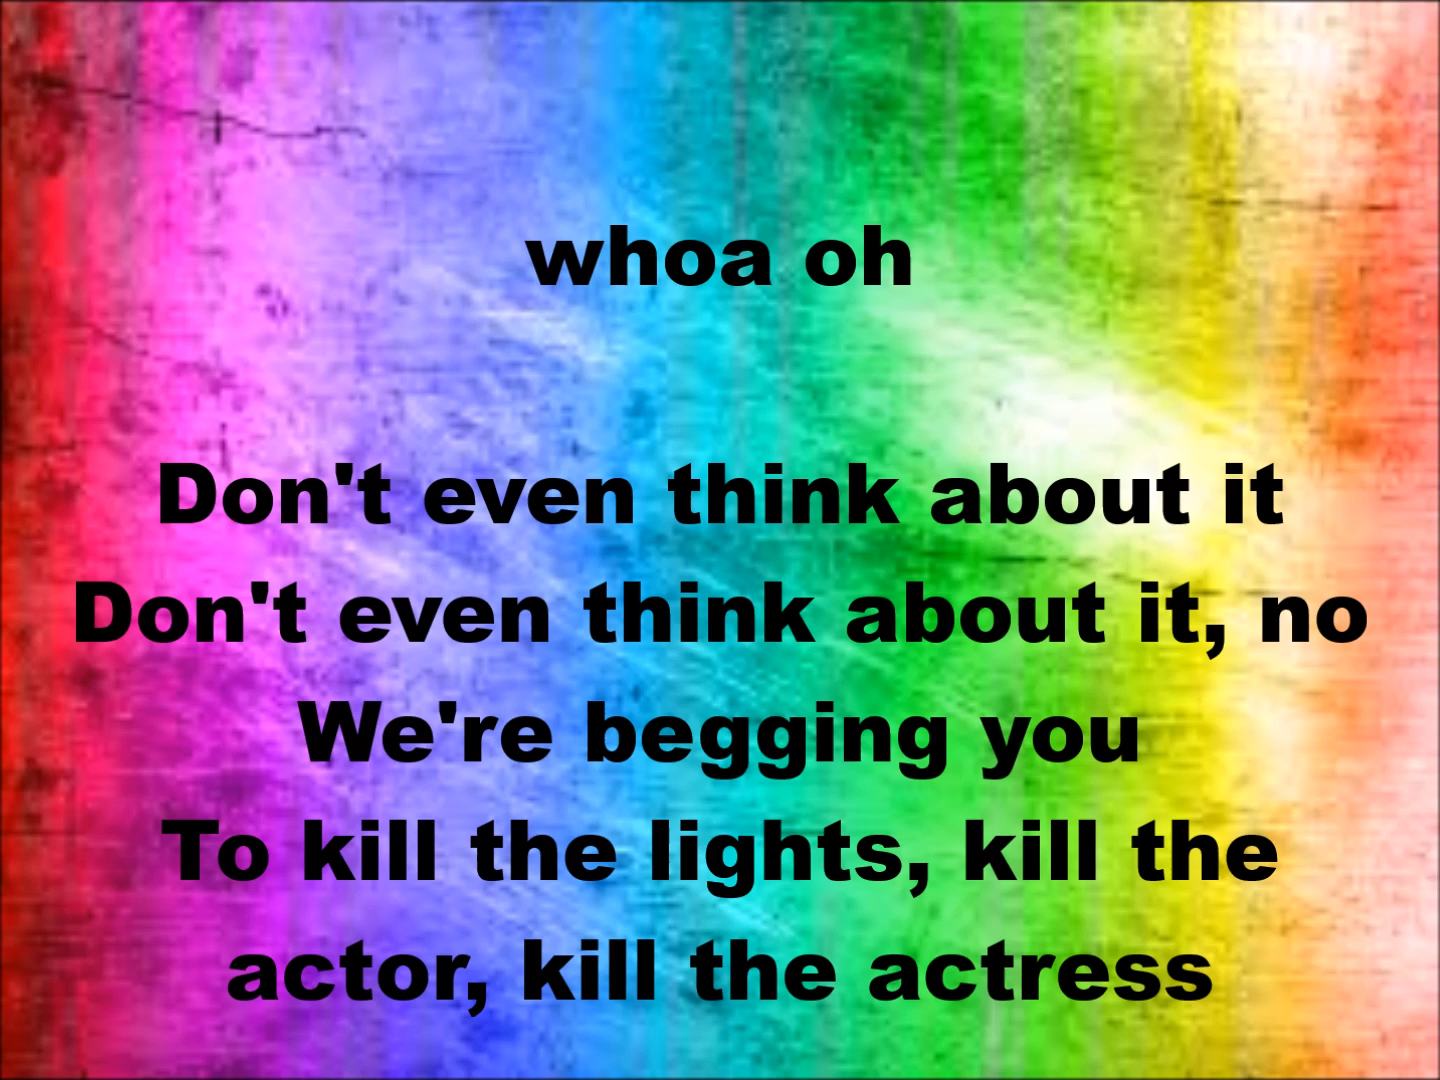 whoa oh
Don't even think about it
Don't even think about it, no
We're begging you
To kill the lights, kill the
actor, kill the actress